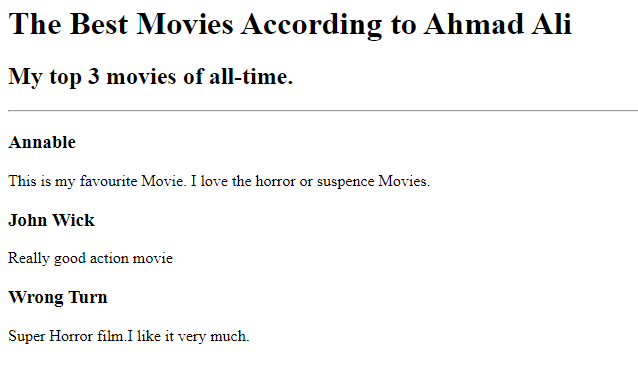 The Best Movies According to Ahmad Ali
My top 3 movies of all-time.
Annable
This is my favourite Movie. I love the horror or suspence Movies.
John Wick
Really good action movie
Wrong Turn
Super Horror film.I like it very much.